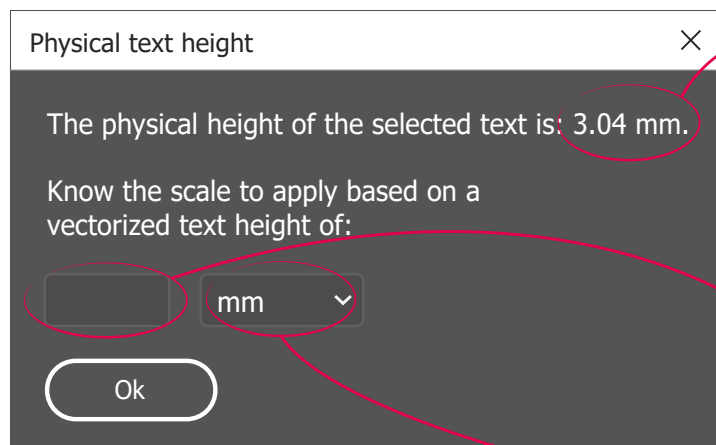 Physical text height
The physical height of the selected text is: 3.04 mm.
Know the scale to apply based on a
vectorized text height of:
mm
Ok